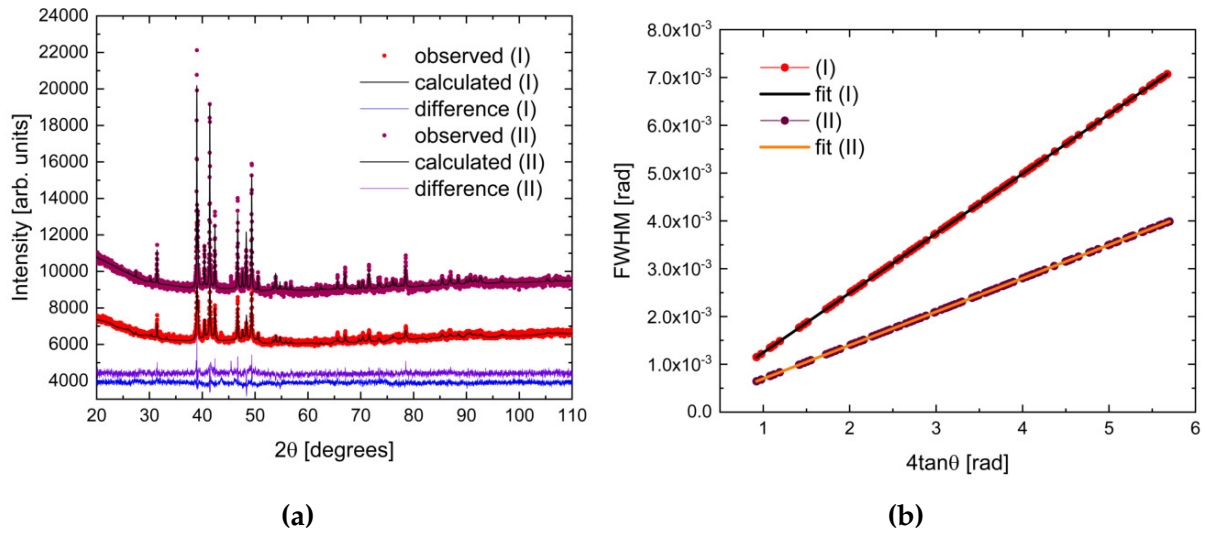 24000
22000
20000
18000
16000
14000
12000
10000
8000
6000
4000
20 30 40 50 60 70 80 90 100 110
Intensity [arb. units]
2θ [degrees]
observed (I)
calculated (I)
difference (I)
observed (II)
calculated (II)
difference (II)
(a)
8.0x10⁻³
7.0x10⁻³
6.0x10⁻³
5.0x10⁻³
4.0x10⁻³
3.0x10⁻³
2.0x10⁻³
1.0x10⁻³
0.0
1 2 3 4 5 6
FWHM [rad]
4tanθ [rad]
(I)
fit (I)
(II)
fit (II)
(b)